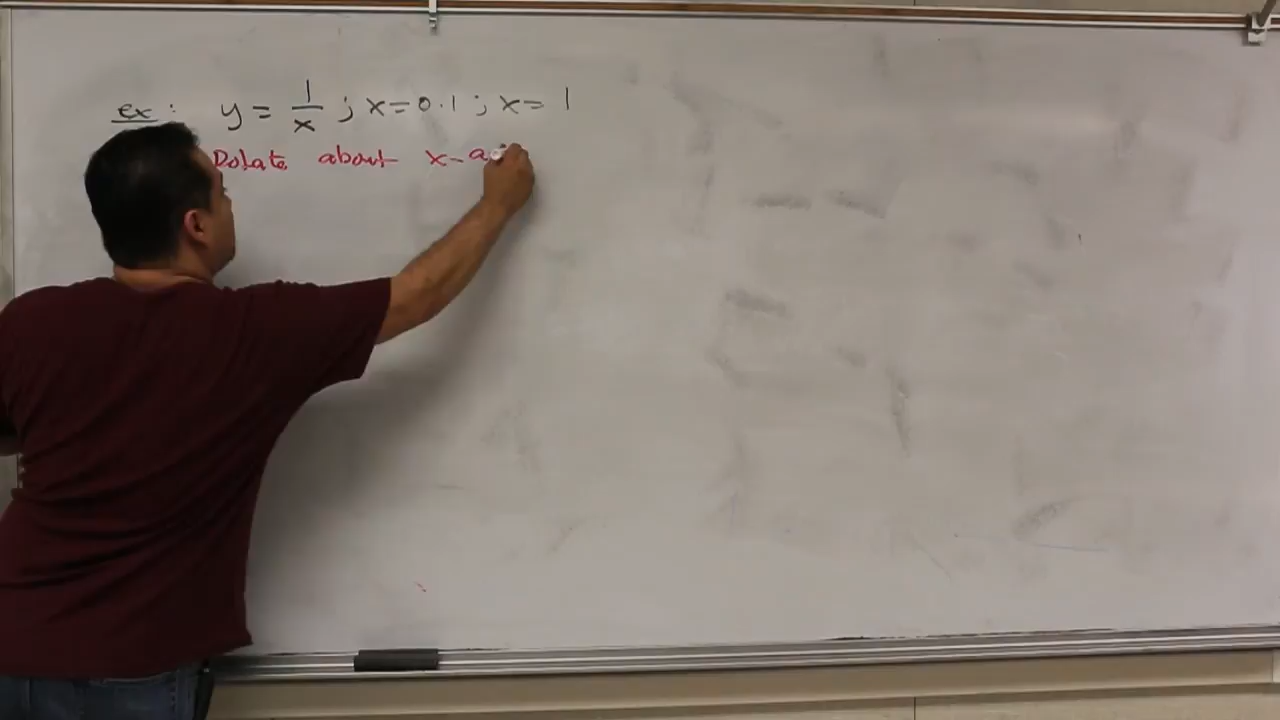 ex: y = 1/x ; x = 0.1 ; x = 1
Rotate about x-a